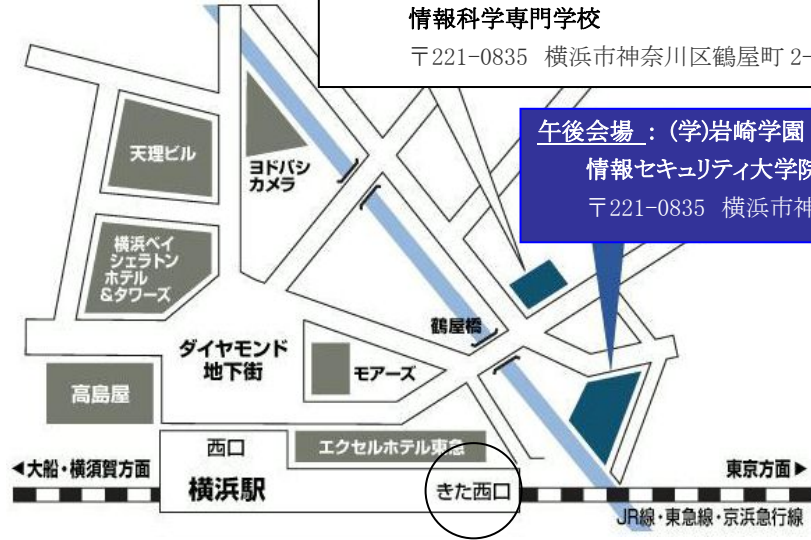 情報科学専門学校
〒221-0835 横浜市神奈川区鶴屋町 2-
午後会場 : (学)岩崎学園
情報セキュリティ大学院
〒221-0835 横浜市神
天理ビル
ヨドバシ
カメラ
横浜ベイ
シェラトン
ホテル
&タワーズ
鶴屋橋
ダイヤモンド
地下街
モアーズ
高島屋
西口
エクセルホテル東急
◀大船・横須賀方面
横浜駅
きた西口
東京方面▶
JR線・東急線・京浜急行線